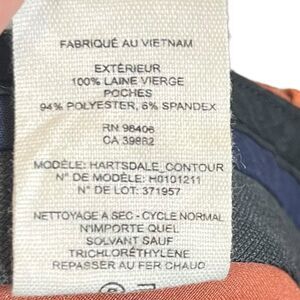 FABRIQUÉ AU VIETNAM
EXTÉRIEUR
100% LAINE VIERGE
POCHES
94% POLYESTER, 6% SPANDEX
RN 98406
CA 39882
MODÈLE: HARTSDALE_CONTOUR
N° DE MODÈLE: H0101211
N° DE LOT: 371957
NETTOYAGE A SEC - CYCLE NORMAL
N'IMPORTE QUEL
SOLVANT SAUF
TRICHLORÉTHYLÈNE
REPASSER AU FER CHAUD